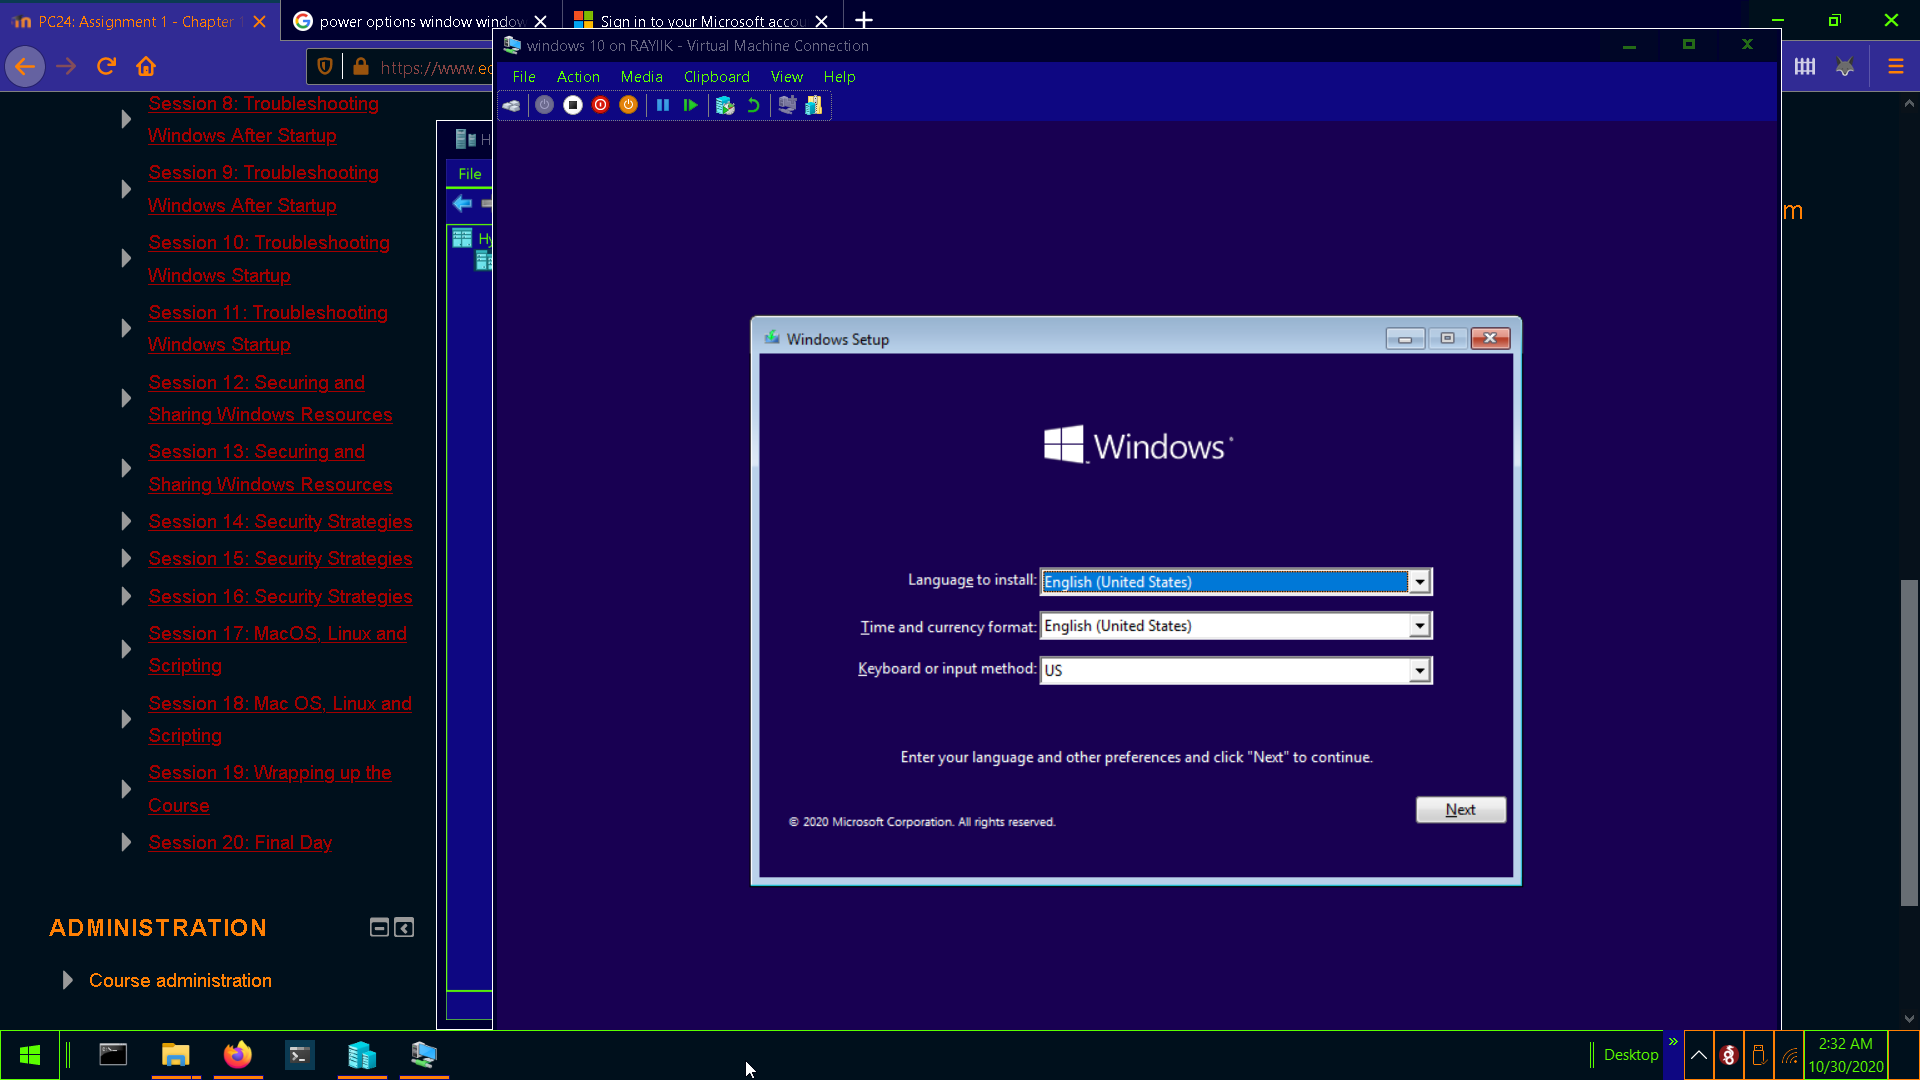 PC24: Assignment 1 - Chapter 1
power options window window
Sign in to your Microsoft accou
https://www.ec
windows 10 on RAYIIK - Virtual Machine Connection
File Action Media Clipboard View Help
Session 8: Troubleshooting
Windows After Startup
Session 9: Troubleshooting
Windows After Startup
Session 10: Troubleshooting
Windows Startup
Session 11: Troubleshooting
Windows Startup
Session 12: Securing and
Sharing Windows Resources
Session 13: Securing and
Sharing Windows Resources
Session 14: Security Strategies
Session 15: Security Strategies
Session 16: Security Strategies
Session 17: MacOS, Linux and
Scripting
Session 18: Mac OS, Linux and
Scripting
Session 19: Wrapping up the
Course
Session 20: Final Day
ADMINISTRATION
Course administration
H
File
Hy
m
Windows Setup
Windows
Language to install: English (United States)
Time and currency format: English (United States)
Keyboard or input method: US
Enter your language and other preferences and click "Next" to continue.
Next
© 2020 Microsoft Corporation. All rights reserved.
Desktop
2:32 AM
10/30/2020